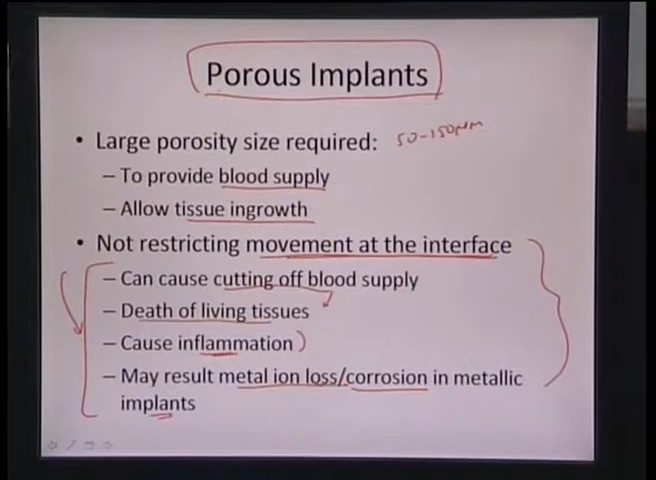 Porous Implants
• Large porosity size required: 50-150μm
– To provide blood supply
– Allow tissue ingrowth
• Not restricting movement at the interface
– Can cause cutting off blood supply
– Death of living tissues
– Cause inflammation
– May result metal ion loss/corrosion in metallic
implants